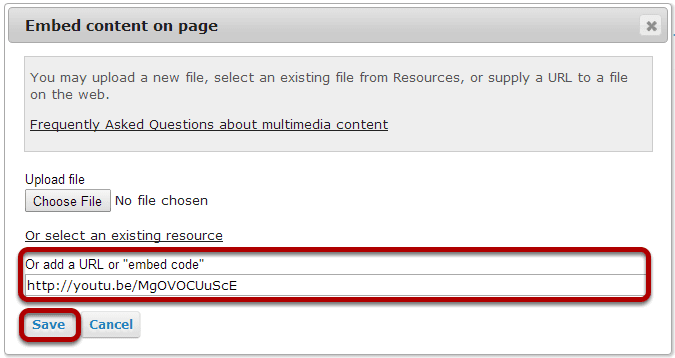 Embed content on page
You may upload a new file, select an existing file from Resources, or supply a URL to a file
on the web.
Frequently Asked Questions about multimedia content
Upload file
Choose File No file chosen
Or select an existing resource
Or add a URL or "embed code"
http://youtu.be/MgOVOCUuScE
Save Cancel